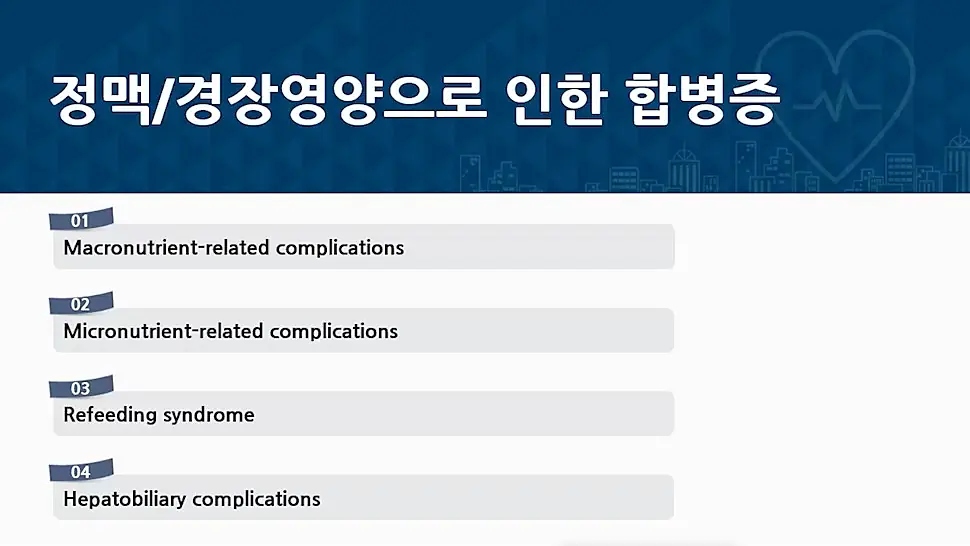 정맥/경장영양으로 인한 합병증
01
Macronutrient-related complications
02
Micronutrient-related complications
03
Refeeding syndrome
04
Hepatobiliary complications